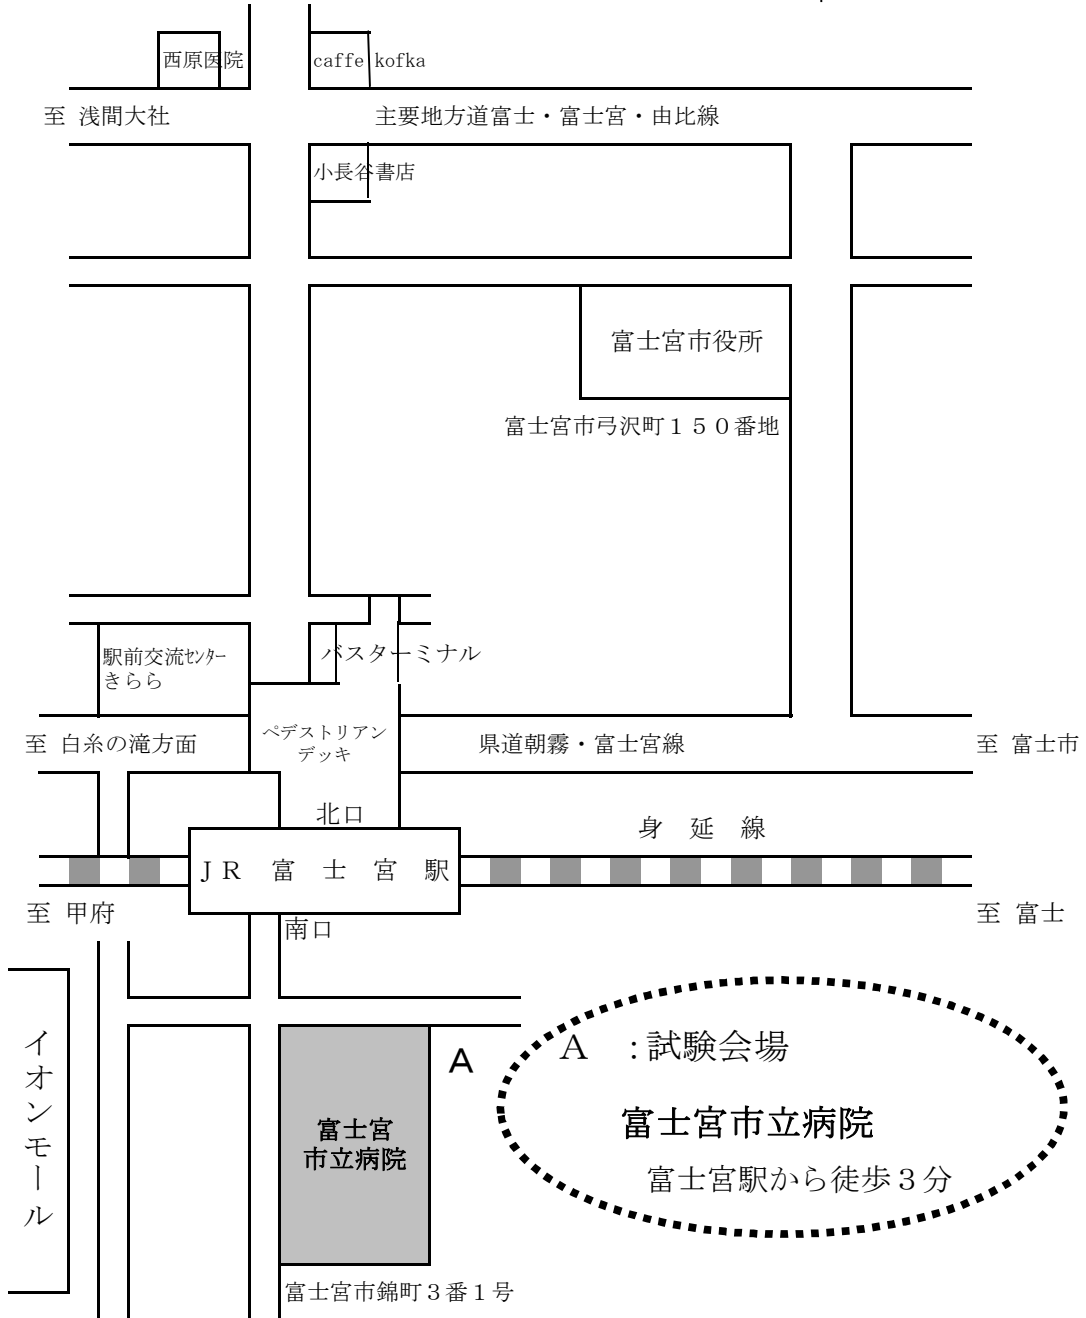 西原医院
caffe kofka
至 浅間大社
主要地方道富士・富士宮・由比線
小長谷書店
富士宮市役所
富士宮市弓沢町１５０番地
駅前交流ｾﾝﾀｰ
きらら
バスターミナル
至 白糸の滝方面
ペデストリアン
デッキ
県道朝霧・富士宮線
至 富士市
北口
身 延 線
ＪＲ 富 士 宮 駅
至 甲府
至 富士
南口
イオンモール
A
Ａ ：試験会場
富士宮
市立病院
富士宮市立病院
富士宮駅から徒歩３分
富士宮市錦町３番１号